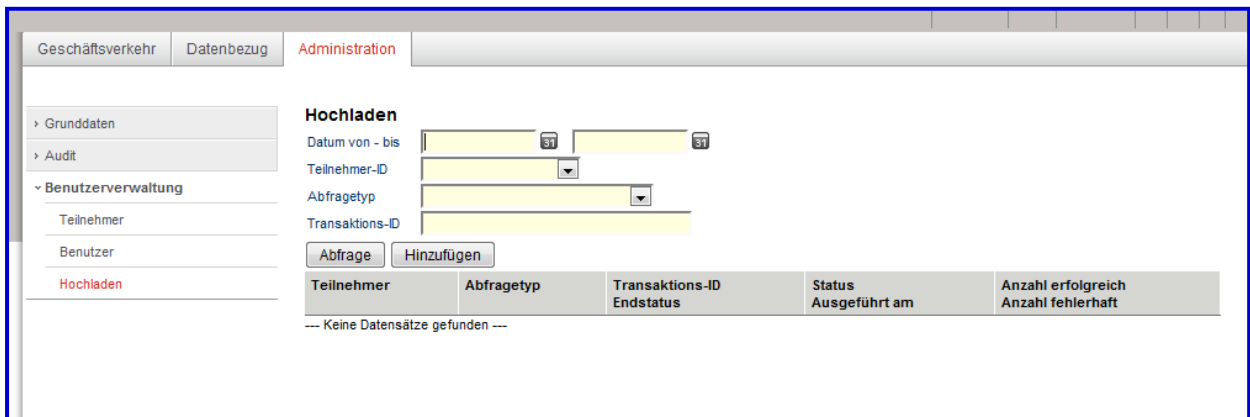 Geschäftsverkehr Datenbezug Administration
Grunddaten
Audit
Benutzerverwaltung
Teilnehmer
Benutzer
Hochladen
Hochladen
Datum von - bis 31 31
Teilnehmer-ID
Abfragetyp
Transaktions-ID
Abfrage Hinzufügen
Teilnehmer Abfragetyp Transaktions-ID Status Anzahl erfolgreich
Endstatus Ausgeführt am Anzahl fehlerhaft
--- Keine Datensätze gefunden ---